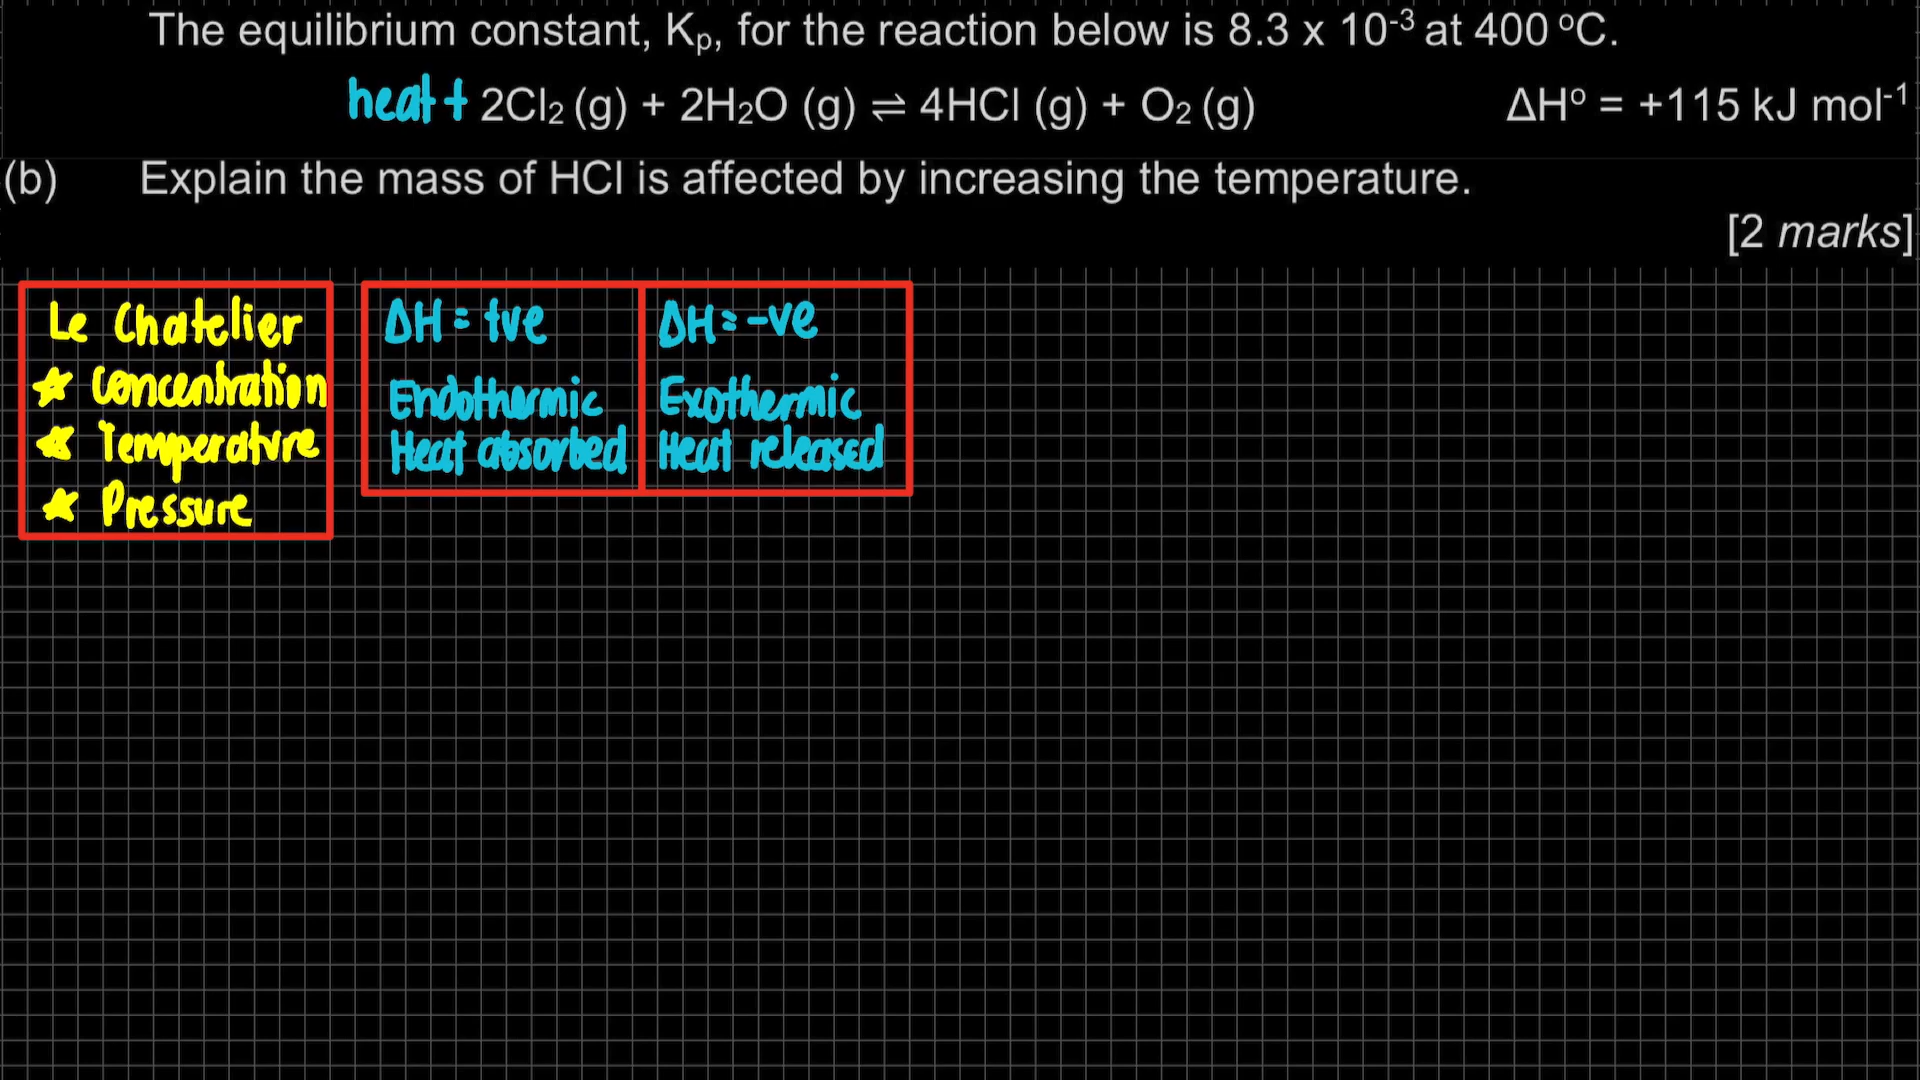 The equilibrium constant, Kₚ, for the reaction below is 8.3 x 10⁻³ at 400 ºC.
heat + 2Cl₂ (g) + 2H₂O (g) ⇌ 4HCl (g) + O₂ (g) ΔHº = +115 kJ mol⁻¹
(b) Explain the mass of HCl is affected by increasing the temperature.
[2 marks]
Le Chatelier
★ Concentration
★ Temperature
★ Pressure
ΔH = +ve
Endothermic
Heat absorbed
ΔH = -ve
Exothermic
Heat released